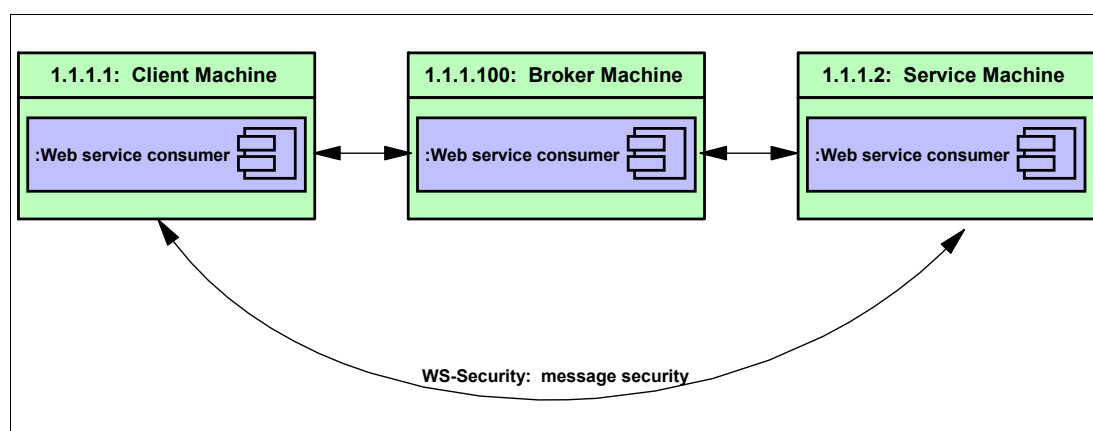 1.1.1.1:  Client Machine
1.1.1.100:  Broker Machine
1.1.1.2:  Service Machine
:Web service consumer
:Web service consumer
:Web service consumer
WS-Security:  message security